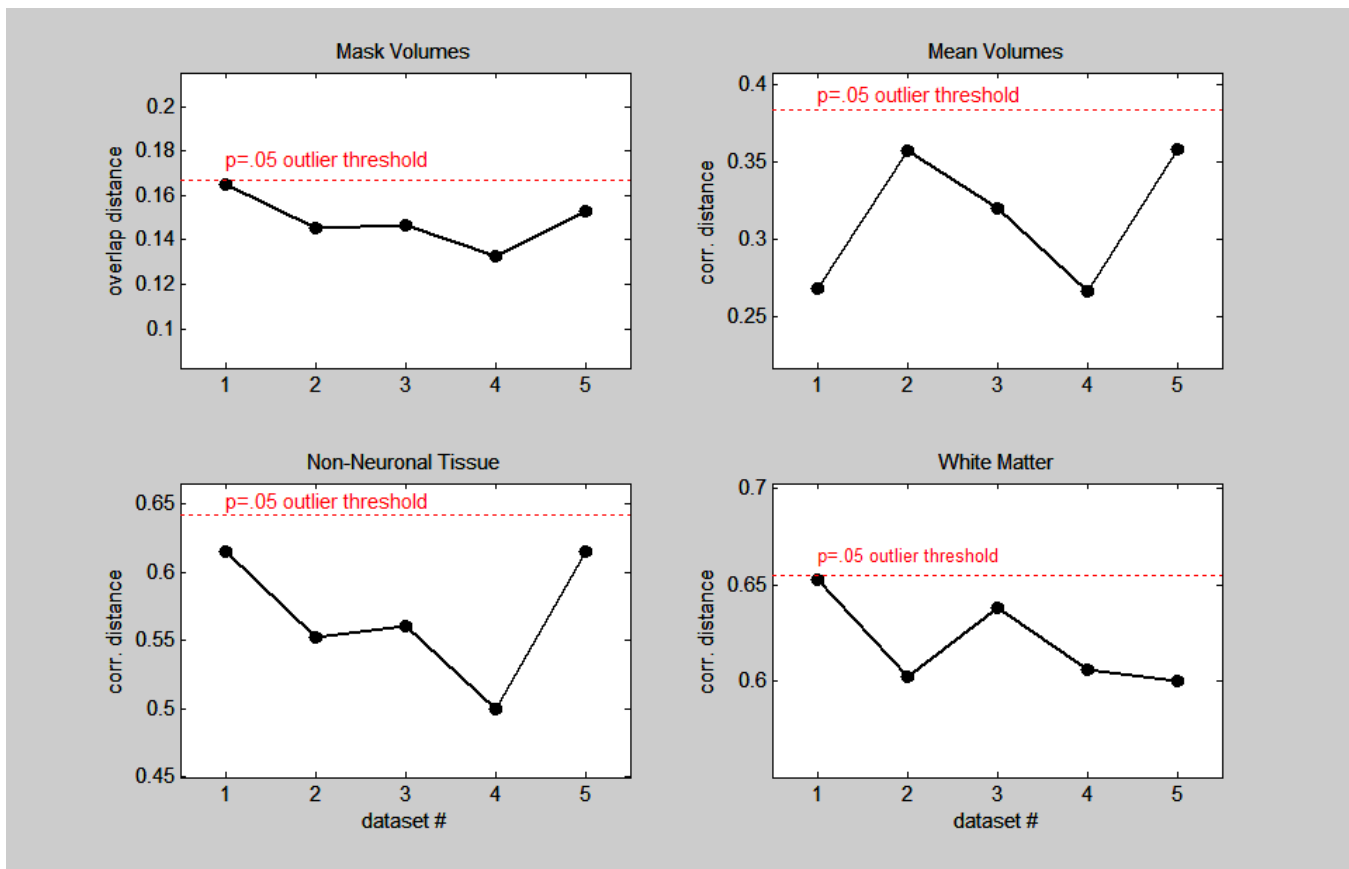 Mask Volumes
0.2
0.18
0.16
0.14
0.12
0.1
overlap distance
p=.05 outlier threshold
1 2 3 4 5
Mean Volumes
0.4
0.35
0.3
0.25
corr. distance
p=.05 outlier threshold
1 2 3 4 5
Non-Neuronal Tissue
0.65
0.6
0.55
0.5
0.45
corr. distance
p=.05 outlier threshold
1 2 3 4 5
dataset #
White Matter
0.7
0.65
0.6
corr. distance
p=.05 outlier threshold
1 2 3 4 5
dataset #